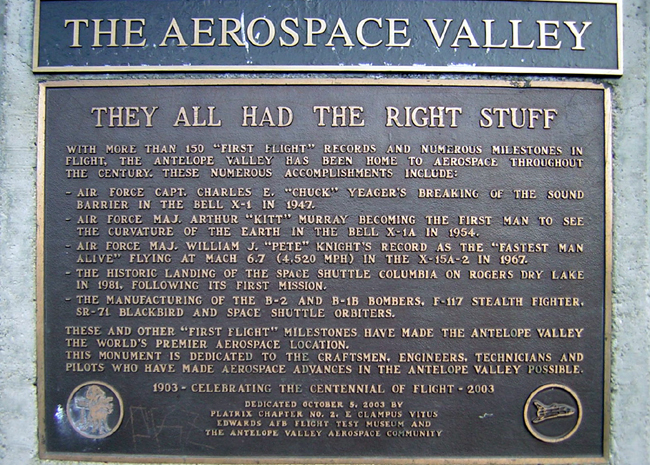 THE AEROSPACE VALLEY
THEY ALL HAD THE RIGHT STUFF
WITH MORE THAN 150 "FIRST FLIGHT" RECORDS AND NUMEROUS MILESTONES IN
FLIGHT, THE ANTELOPE VALLEY HAS BEEN HOME TO AEROSPACE THROUGHOUT
THE CENTURY. THESE NUMEROUS ACCOMPLISHMENTS INCLUDE:
- AIR FORCE CAPT. CHARLES E. "CHUCK" YEAGER'S BREAKING OF THE SOUND
BARRIER IN THE BELL X-1 IN 1947.
- AIR FORCE MAJ. ARTHUR "KITT" MURRAY BECOMING THE FIRST MAN TO SEE
THE CURVATURE OF THE EARTH IN THE BELL X-1A IN 1954.
- AIR FORCE MAJ. WILLIAM J. "PETE" KNIGHT'S RECORD AS THE "FASTEST MAN
ALIVE" FLYING AT MACH 6.7 (4,520 MPH) IN THE X-15A-2 IN 1967.
- THE HISTORIC LANDING OF THE SPACE SHUTTLE COLUMBIA ON ROGERS DRY LAKE
IN 1981, FOLLOWING ITS FIRST MISSION.
- THE MANUFACTURING OF THE B-2 AND B-1B BOMBERS, F-117 STEALTH FIGHTER,
SR-71 BLACKBIRD AND SPACE SHUTTLE ORBITERS.
THESE AND OTHER "FIRST FLIGHT" MILESTONES HAVE MADE THE ANTELOPE VALLEY
THE WORLD'S PREMIER AEROSPACE LOCATION.
THIS MONUMENT IS DEDICATED TO THE CRAFTSMEN, ENGINEERS, TECHNICIANS AND
PILOTS WHO HAVE MADE AEROSPACE ADVANCES IN THE ANTELOPE VALLEY POSSIBLE.
1903 - CELEBRATING THE CENTENNIAL OF FLIGHT - 2003
DEDICATED OCTOBER 5, 2003 BY
PLATRIX CHAPTER NO. 2, E CLAMPUS VITUS
EDWARDS AFB FLIGHT TEST MUSEUM AND
THE ANTELOPE VALLEY AEROSPACE COMMUNITY